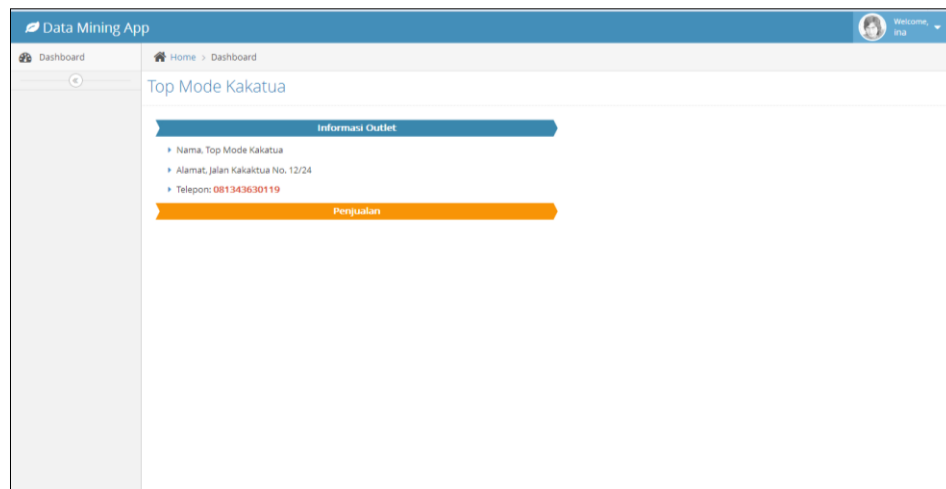 Data Mining App
Welcome,
ina
Dashboard
Home > Dashboard
Top Mode Kakatua
Informasi Outlet
Nama, Top Mode Kakatua
Alamat, Jalan Kakaktua No. 12/24
Telepon: 081343630119
Penjualan